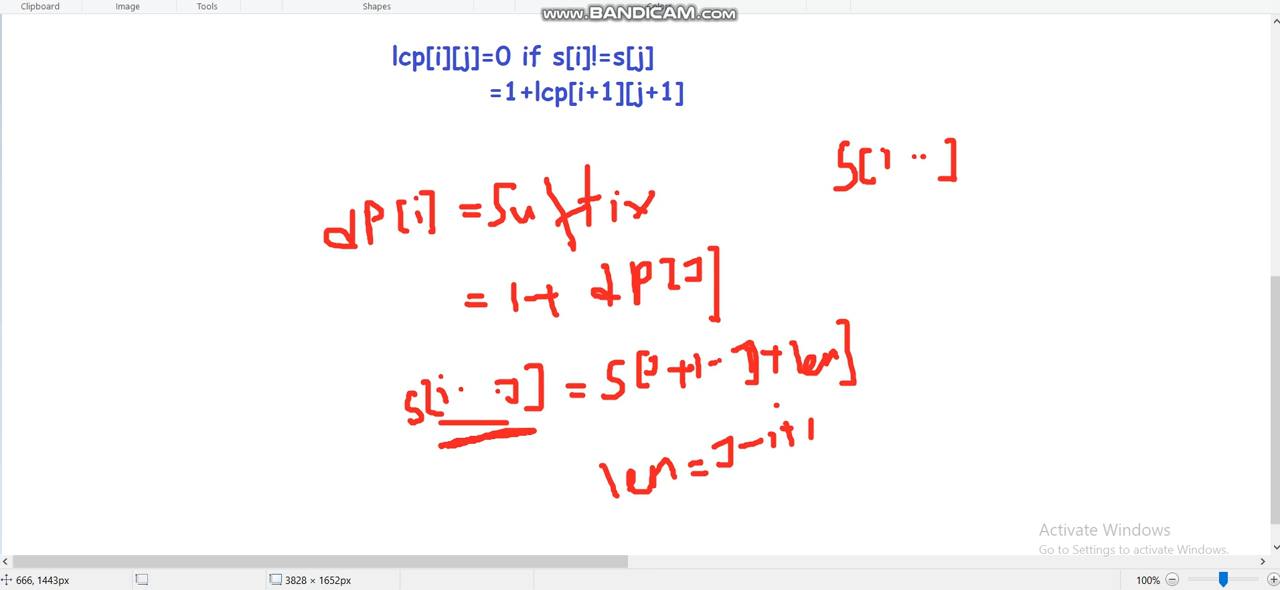 Clipboard Image Tools Shapes Colors
www.BANDICAM.com
lcp[i][j]=0 if s[i]!=s[j]
=1+lcp[i+1][j+1]
S[i ..]
dP[i] = Suffix
= 1+ dP[J]
S[i.. J] = S[J+1.. J+len]
len=J-i+1
Activate Windows
Go to Settings to activate Windows.
666, 1443px 3828 × 1652px 100%